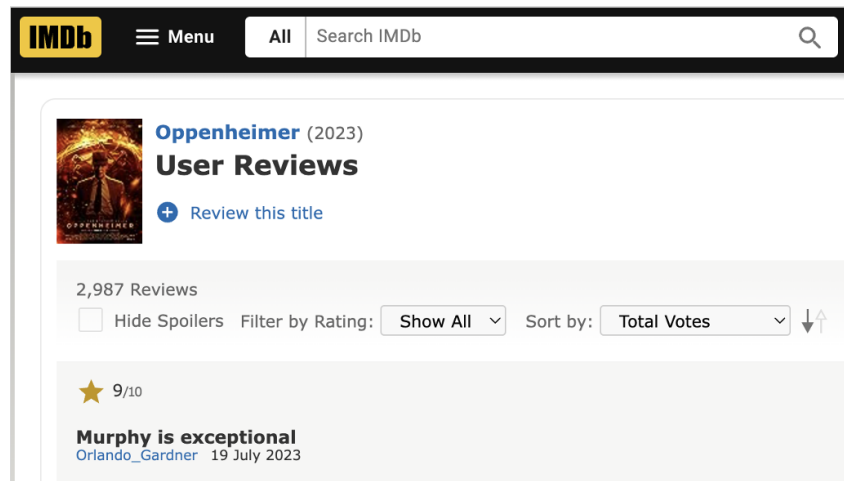 IMDb Menu All Search IMDb
Oppenheimer (2023)
User Reviews
Review this title
OPPENHEIMER
2,987 Reviews
Hide Spoilers Filter by Rating: Show All Sort by: Total Votes
9/10
Murphy is exceptional
Orlando_Gardner 19 July 2023